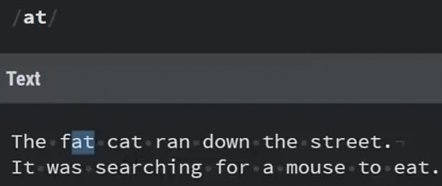 /at/
Text
The fat cat ran down the street.
It was searching for a mouse to eat.